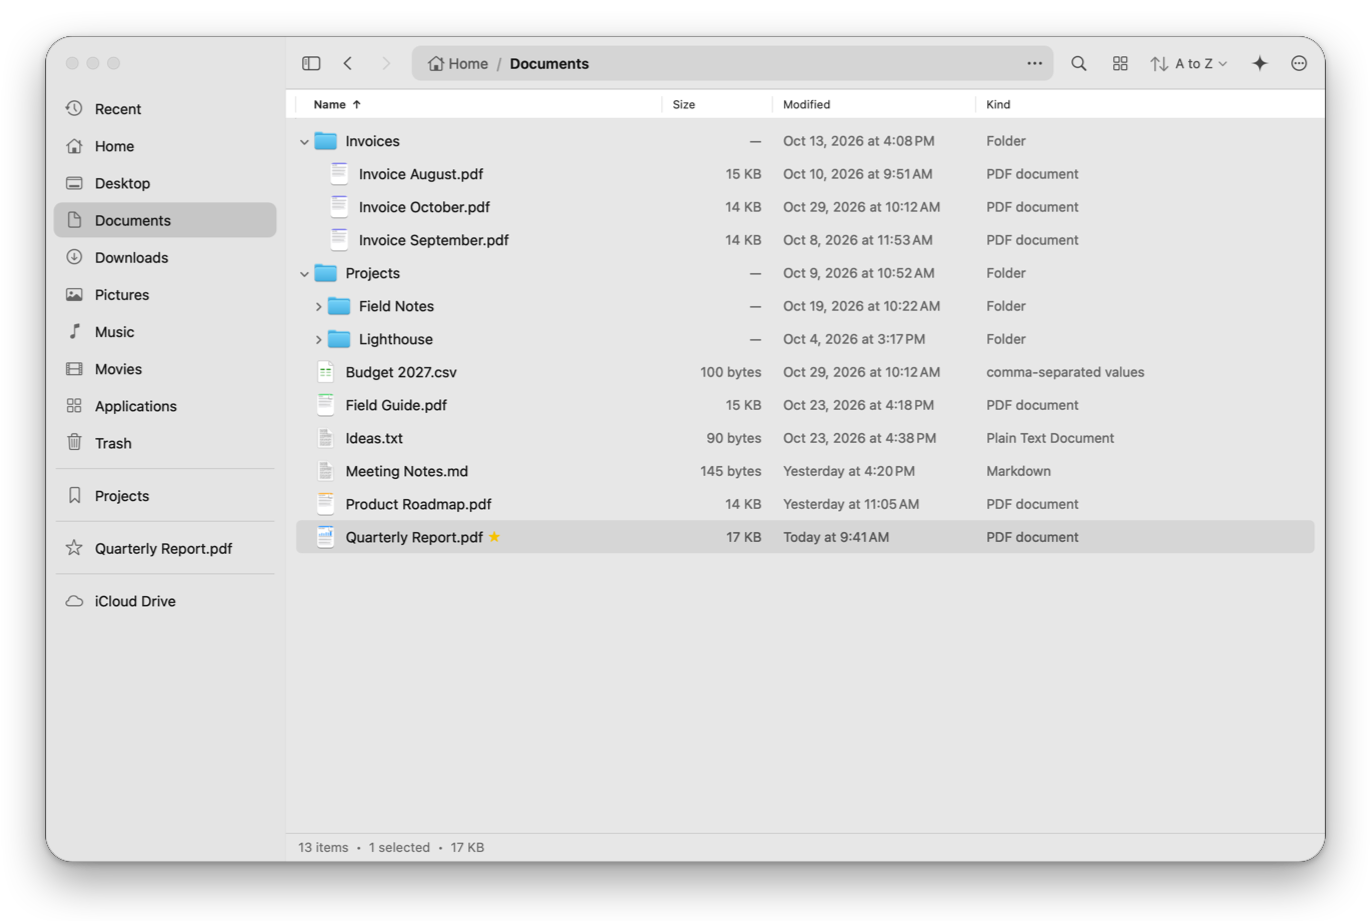 Home / Documents
A to Z
Recent
Home
Desktop
Documents
Downloads
Pictures
Music
Movies
Applications
Trash
Projects
Quarterly Report.pdf
iCloud Drive
Name Size Modified Kind
Invoices — Oct 13, 2026 at 4:08 PM Folder
Invoice August.pdf 15 KB Oct 10, 2026 at 9:51 AM PDF document
Invoice October.pdf 14 KB Oct 29, 2026 at 10:12 AM PDF document
Invoice September.pdf 14 KB Oct 8, 2026 at 11:53 AM PDF document
Projects — Oct 9, 2026 at 10:52 AM Folder
Field Notes — Oct 19, 2026 at 10:22 AM Folder
Lighthouse — Oct 4, 2026 at 3:17 PM Folder
Budget 2027.csv 100 bytes Oct 29, 2026 at 10:12 AM comma-separated values
Field Guide.pdf 15 KB Oct 23, 2026 at 4:18 PM PDF document
Ideas.txt 90 bytes Oct 23, 2026 at 4:38 PM Plain Text Document
Meeting Notes.md 145 bytes Yesterday at 4:20 PM Markdown
Product Roadmap.pdf 14 KB Yesterday at 11:05 AM PDF document
Quarterly Report.pdf 17 KB Today at 9:41 AM PDF document
13 items • 1 selected • 17 KB